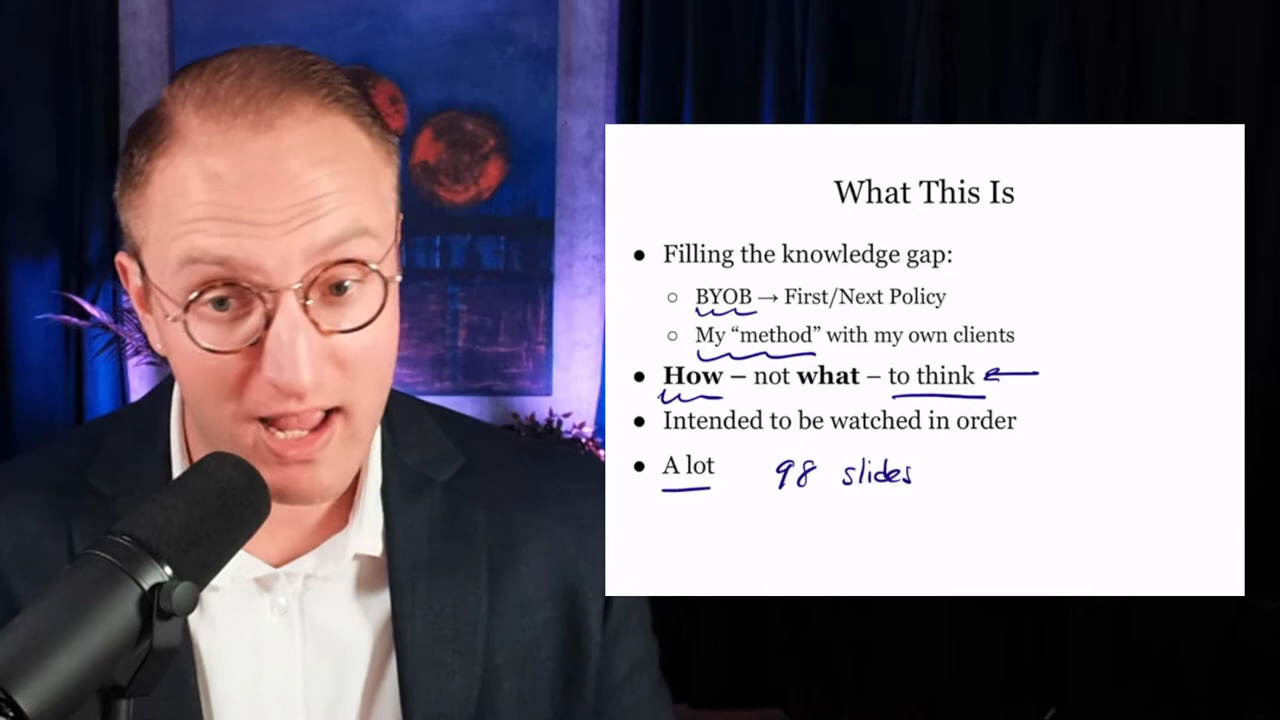 What This Is
● Filling the knowledge gap:
○ BYOB → First/Next Policy
○ My “method” with my own clients
● How – not what – to think
● Intended to be watched in order
● A lot 98 slides